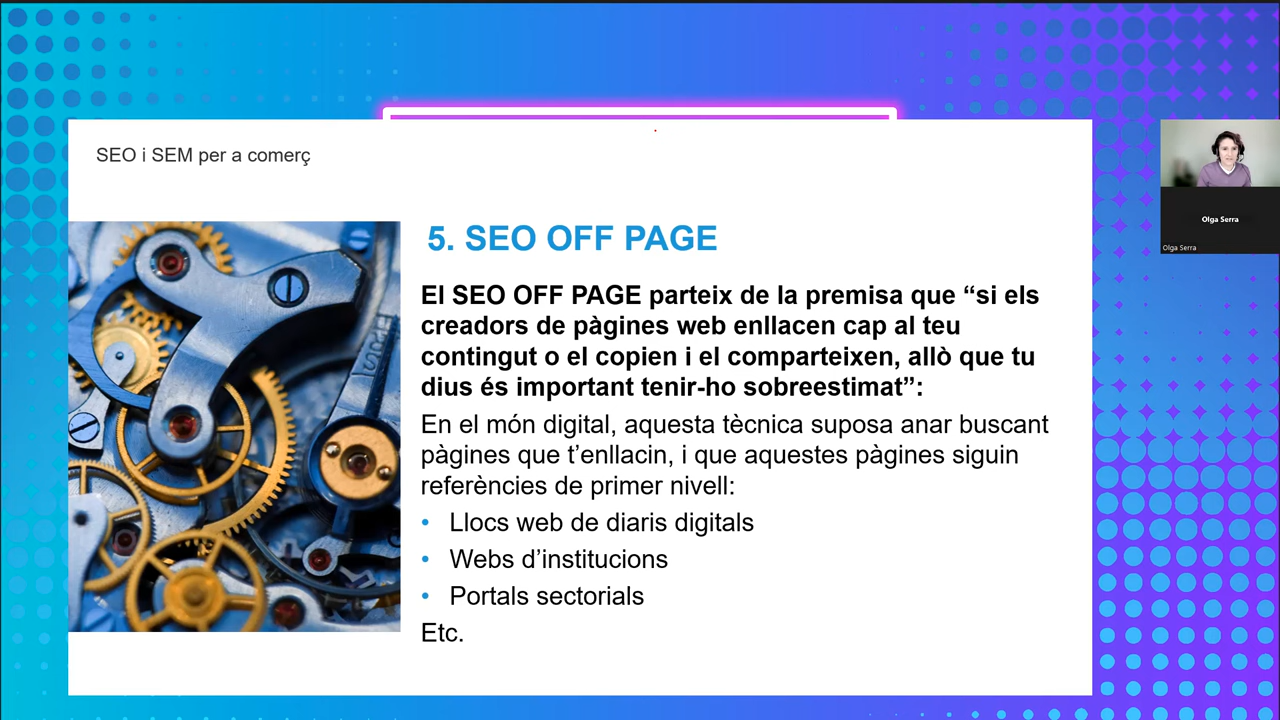 SEO i SEM per a comerç
5. SEO OFF PAGE
El SEO OFF PAGE parteix de la premisa que “si els
creadors de pàgines web enllacen cap al teu
contingut o el copien i el comparteixen, allò que tu
dius és important tenir-ho sobreestimat”:
En el món digital, aquesta tècnica suposa anar buscant
pàgines que t’enllacin, i que aquestes pàgines siguin
referències de primer nivell:
• Llocs web de diaris digitals
• Webs d’institucions
• Portals sectorials
Etc.
Olga Serra
Olga Serra